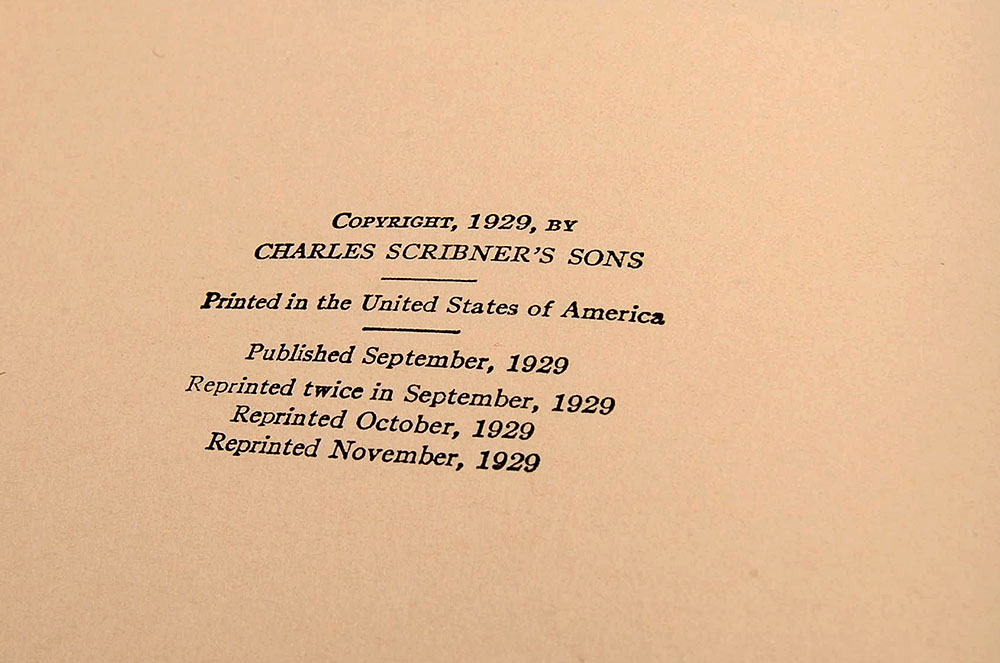 COPYRIGHT, 1929, BY
CHARLES SCRIBNER'S SONS
Printed in the United States of America
Published September, 1929
Reprinted twice in September, 1929
Reprinted October, 1929
Reprinted November, 1929